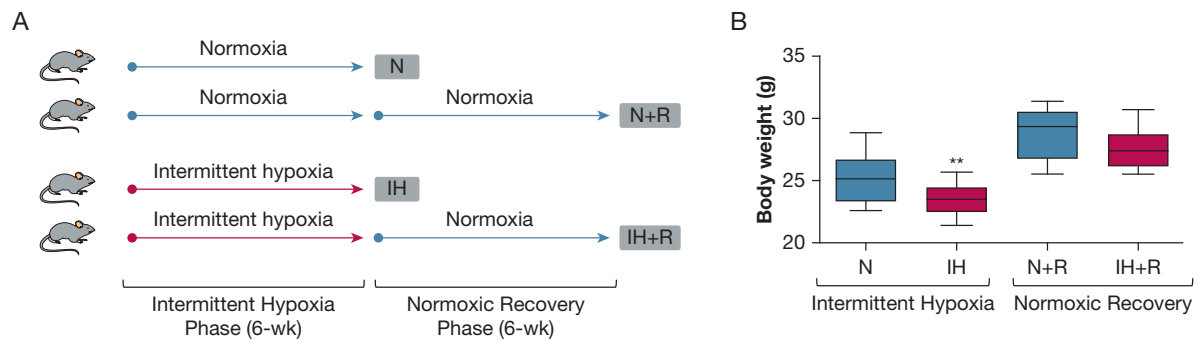 A
Normoxia
N
Normoxia
Normoxia
N+R
Intermittent hypoxia
IH
Intermittent hypoxia
Normoxia
IH+R
Intermittent Hypoxia
Phase (6-wk)
Normoxic Recovery
Phase (6-wk)
B
Body weight (g)
35
30
25
20
**
N
IH
N+R
IH+R
Intermittent Hypoxia
Normoxic Recovery